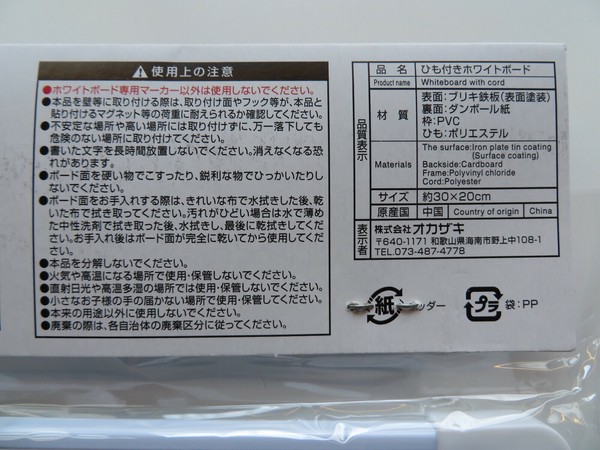 ⚠使用上の注意
●ホワイトボード専用マーカー以外は使用しないでください。
●本品を壁等に取り付ける際は、取り付け面やフック等が、本品と
貼り付けるマグネット等の荷重に耐えられるか確認してください。
●不安定な場所や高い場所には取り付けずに、万一落下しても
危険のない場所に取り付けてください。
●書いた文字を長時間放置しないでください。消えなくなる恐
れがあります。
●ボード面を硬い物でこすったり、鋭利な物でひっかいたりし
ないでください。
●ボード面をお手入れする際は、きれいな布で水拭きした後、乾
いた布で拭き取ってください。汚れがひどい場合は水で薄め
た中性洗剤で拭き取った後、水拭きし、最後に乾拭きしてくだ
さい。お手入れ後はボード面が完全に乾いてから使用してく
ださい。
●本品を分解しないでください。
●火気や高温になる場所で使用・保管しないでください。
●直射日光や高温多湿の場所では使用・保管しないでください。
●小さなお子様の手の届かない場所で使用・保管してください。
●本来の用途以外に使用しないでください。
●廃棄の際は、各自治体の廃棄区分に従ってください。
品質表示
品名 ひも付きホワイトボード
Product name Whiteboard with cord
材質 表面:ブリキ鉄板(表面塗装)
裏面:ダンボール紙
枠:PVC
ひも:ポリエステル
Materials The surface:Iron plate tin coating
(Surface coating)
Backside:Cardboard
Frame:Polyvinyl chloride
Cord:Polyester
サイズ 約30×20cm
原産国 中国 Country of origin China
表示者 株式会社オカザキ
〒640-1171 和歌山県海南市野上中108-1
TEL.073-487-4778
紙 ッダー プラ 袋:PP